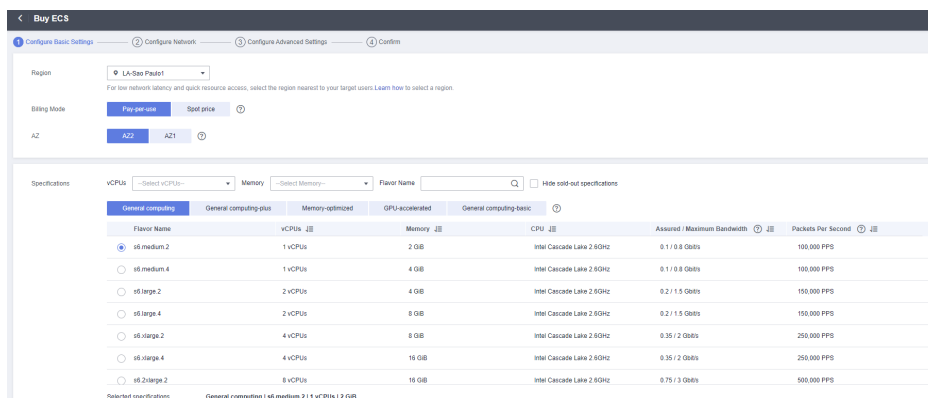 Buy ECS
1 Configure Basic Settings 2 Configure Network 3 Configure Advanced Settings 4 Confirm
Region LA-Sao Paulo1
For low network latency and quick resource access, select the region nearest to your target users.Learn how to select a region.
Billing Mode Pay-per-use Spot price ?
AZ AZ2 AZ1 ?
Specifications vCPUs --Select vCPUs-- Memory --Select Memory-- Flavor Name Hide sold-out specifications
General computing General computing-plus Memory-optimized GPU-accelerated General computing-basic ?
Flavor Name vCPUs Memory CPU Assured / Maximum Bandwidth ? Packets Per Second ?
s6.medium.2 1 vCPUs 2 GiB Intel Cascade Lake 2.6GHz 0.1 / 0.8 Gbit/s 100,000 PPS
s6.medium.4 1 vCPUs 4 GiB Intel Cascade Lake 2.6GHz 0.1 / 0.8 Gbit/s 100,000 PPS
s6.large.2 2 vCPUs 4 GiB Intel Cascade Lake 2.6GHz 0.2 / 1.5 Gbit/s 150,000 PPS
s6.large.4 2 vCPUs 8 GiB Intel Cascade Lake 2.6GHz 0.2 / 1.5 Gbit/s 150,000 PPS
s6.xlarge.2 4 vCPUs 8 GiB Intel Cascade Lake 2.6GHz 0.35 / 2 Gbit/s 250,000 PPS
s6.xlarge.4 4 vCPUs 16 GiB Intel Cascade Lake 2.6GHz 0.35 / 2 Gbit/s 250,000 PPS
s6.2xlarge.2 8 vCPUs 16 GiB Intel Cascade Lake 2.6GHz 0.75 / 3 Gbit/s 500,000 PPS
Selected specifications General computing | s6.medium.2 | 1 vCPUs | 2 GiB